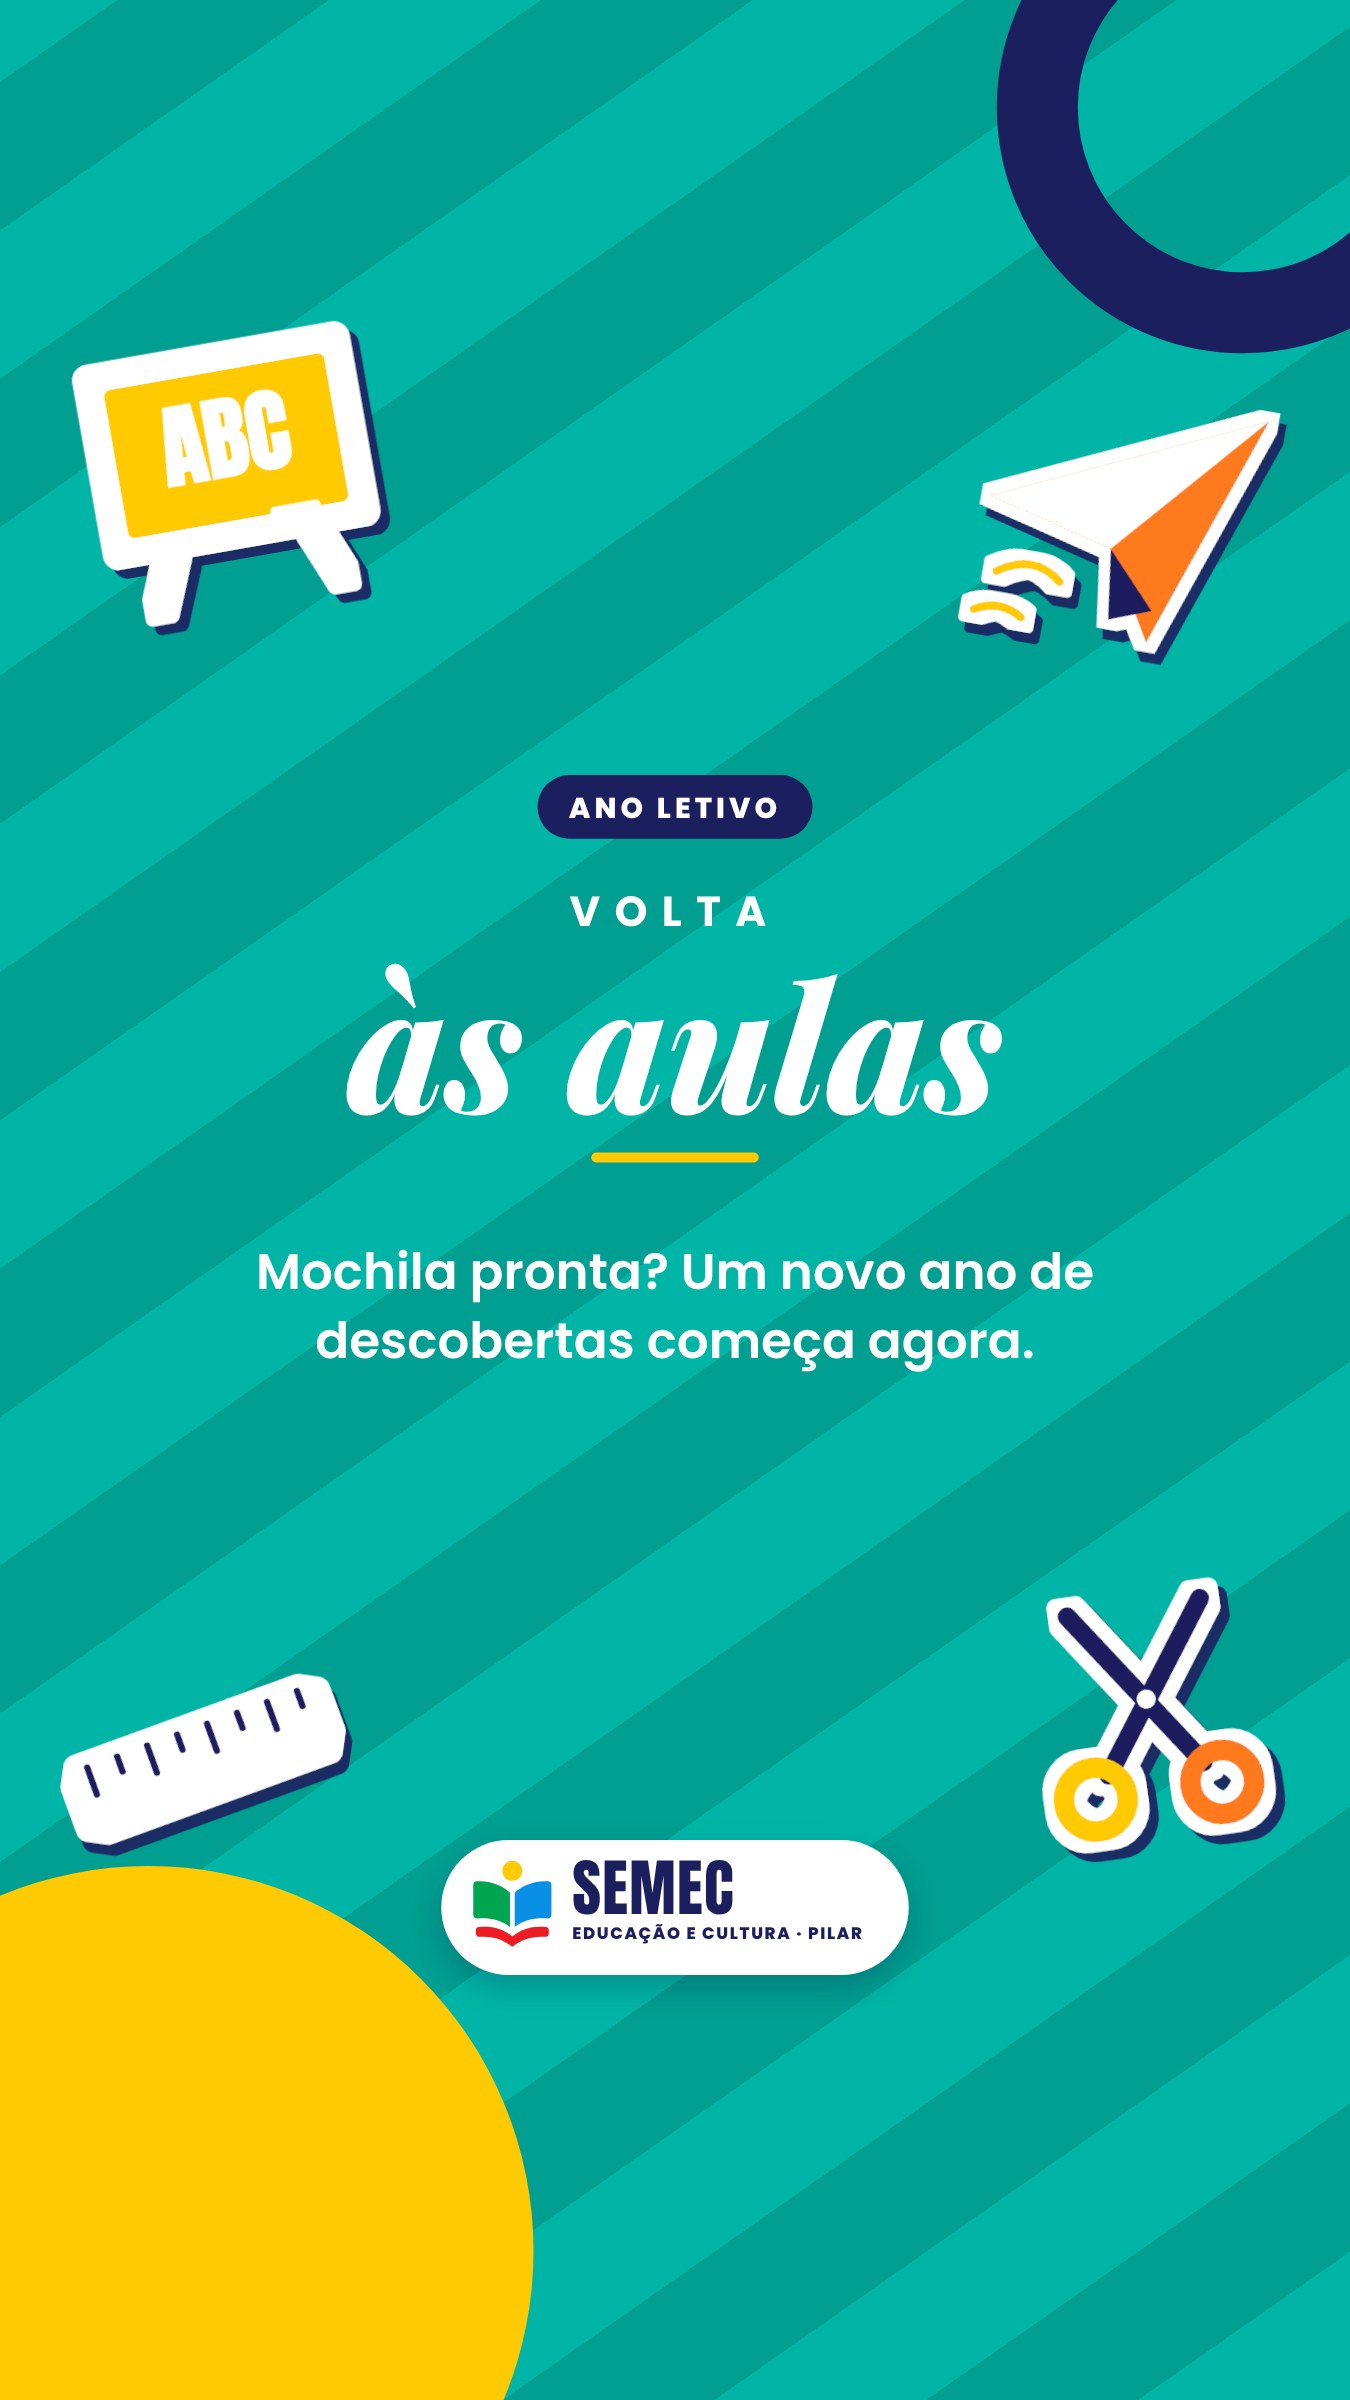 ABC
ANO LETIVO
VOLTA
às aulas
Mochila pronta? Um novo ano de
descobertas começa agora.
SEMEC
EDUCAÇÃO E CULTURA · PILAR